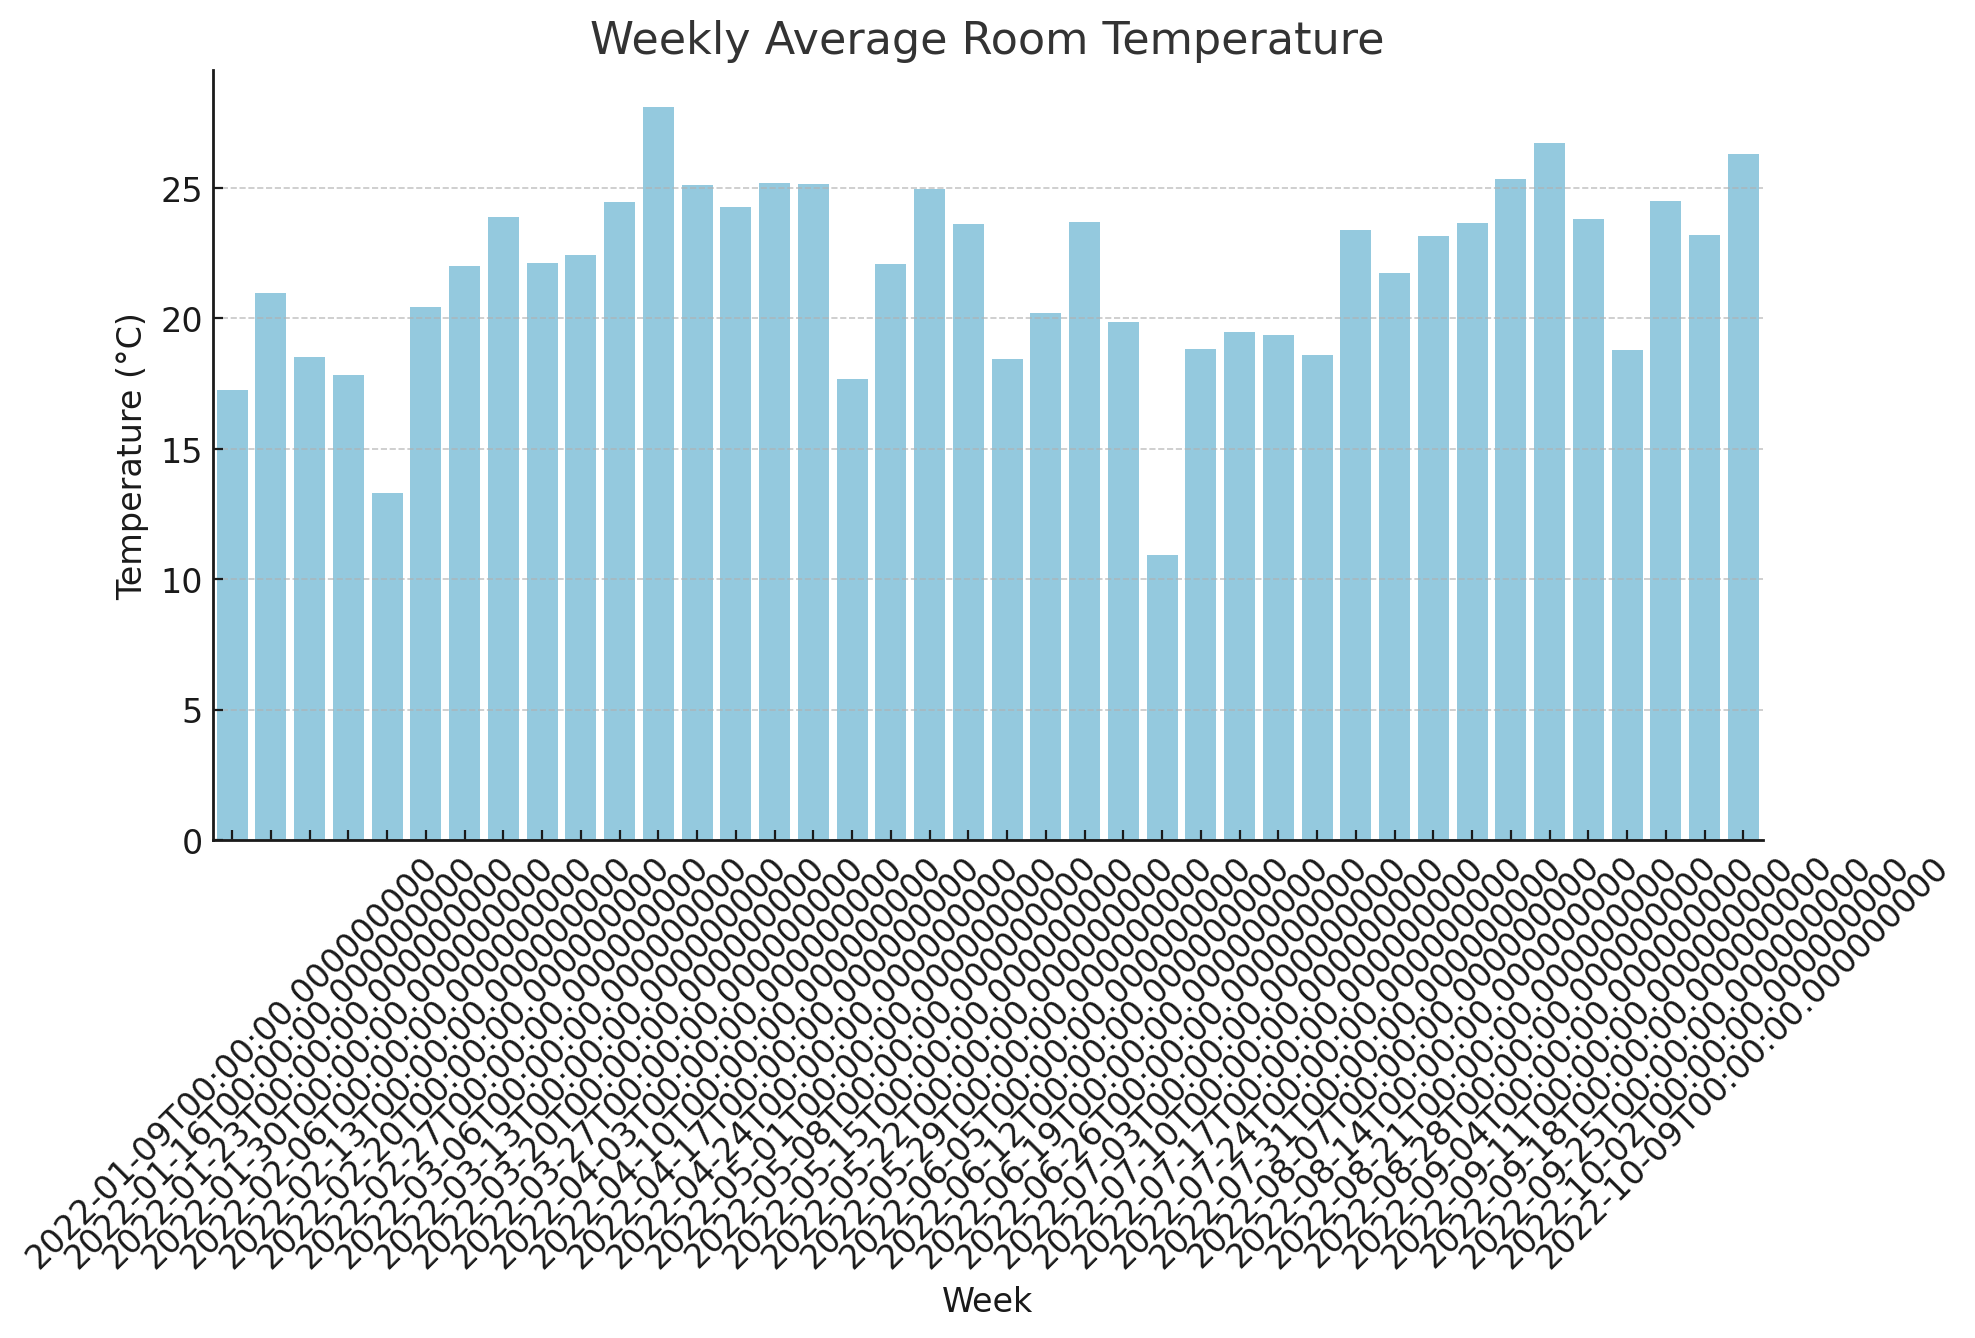 Weekly Average Room Temperature
Temperature (°C)
25
20
15
10
5
0
2022-01-09T00:00:00.000000000
2022-01-16T00:00:00.000000000
2022-01-23T00:00:00.000000000
2022-01-30T00:00:00.000000000
2022-02-06T00:00:00.000000000
2022-02-13T00:00:00.000000000
2022-02-20T00:00:00.000000000
2022-02-27T00:00:00.000000000
2022-03-06T00:00:00.000000000
2022-03-13T00:00:00.000000000
2022-03-20T00:00:00.000000000
2022-03-27T00:00:00.000000000
2022-04-03T00:00:00.000000000
2022-04-10T00:00:00.000000000
2022-04-17T00:00:00.000000000
2022-04-24T00:00:00.000000000
2022-05-01T00:00:00.000000000
2022-05-08T00:00:00.000000000
2022-05-15T00:00:00.000000000
2022-05-22T00:00:00.000000000
2022-05-29T00:00:00.000000000
2022-06-05T00:00:00.000000000
2022-06-12T00:00:00.000000000
2022-06-19T00:00:00.000000000
2022-06-26T00:00:00.000000000
2022-07-03T00:00:00.000000000
2022-07-10T00:00:00.000000000
2022-07-17T00:00:00.000000000
2022-07-24T00:00:00.000000000
2022-07-31T00:00:00.000000000
2022-08-07T00:00:00.000000000
2022-08-14T00:00:00.000000000
2022-08-21T00:00:00.000000000
2022-08-28T00:00:00.000000000
2022-09-04T00:00:00.000000000
2022-09-11T00:00:00.000000000
2022-09-18T00:00:00.000000000
2022-09-25T00:00:00.000000000
2022-10-02T00:00:00.000000000
2022-10-09T00:00:00.000000000
Week